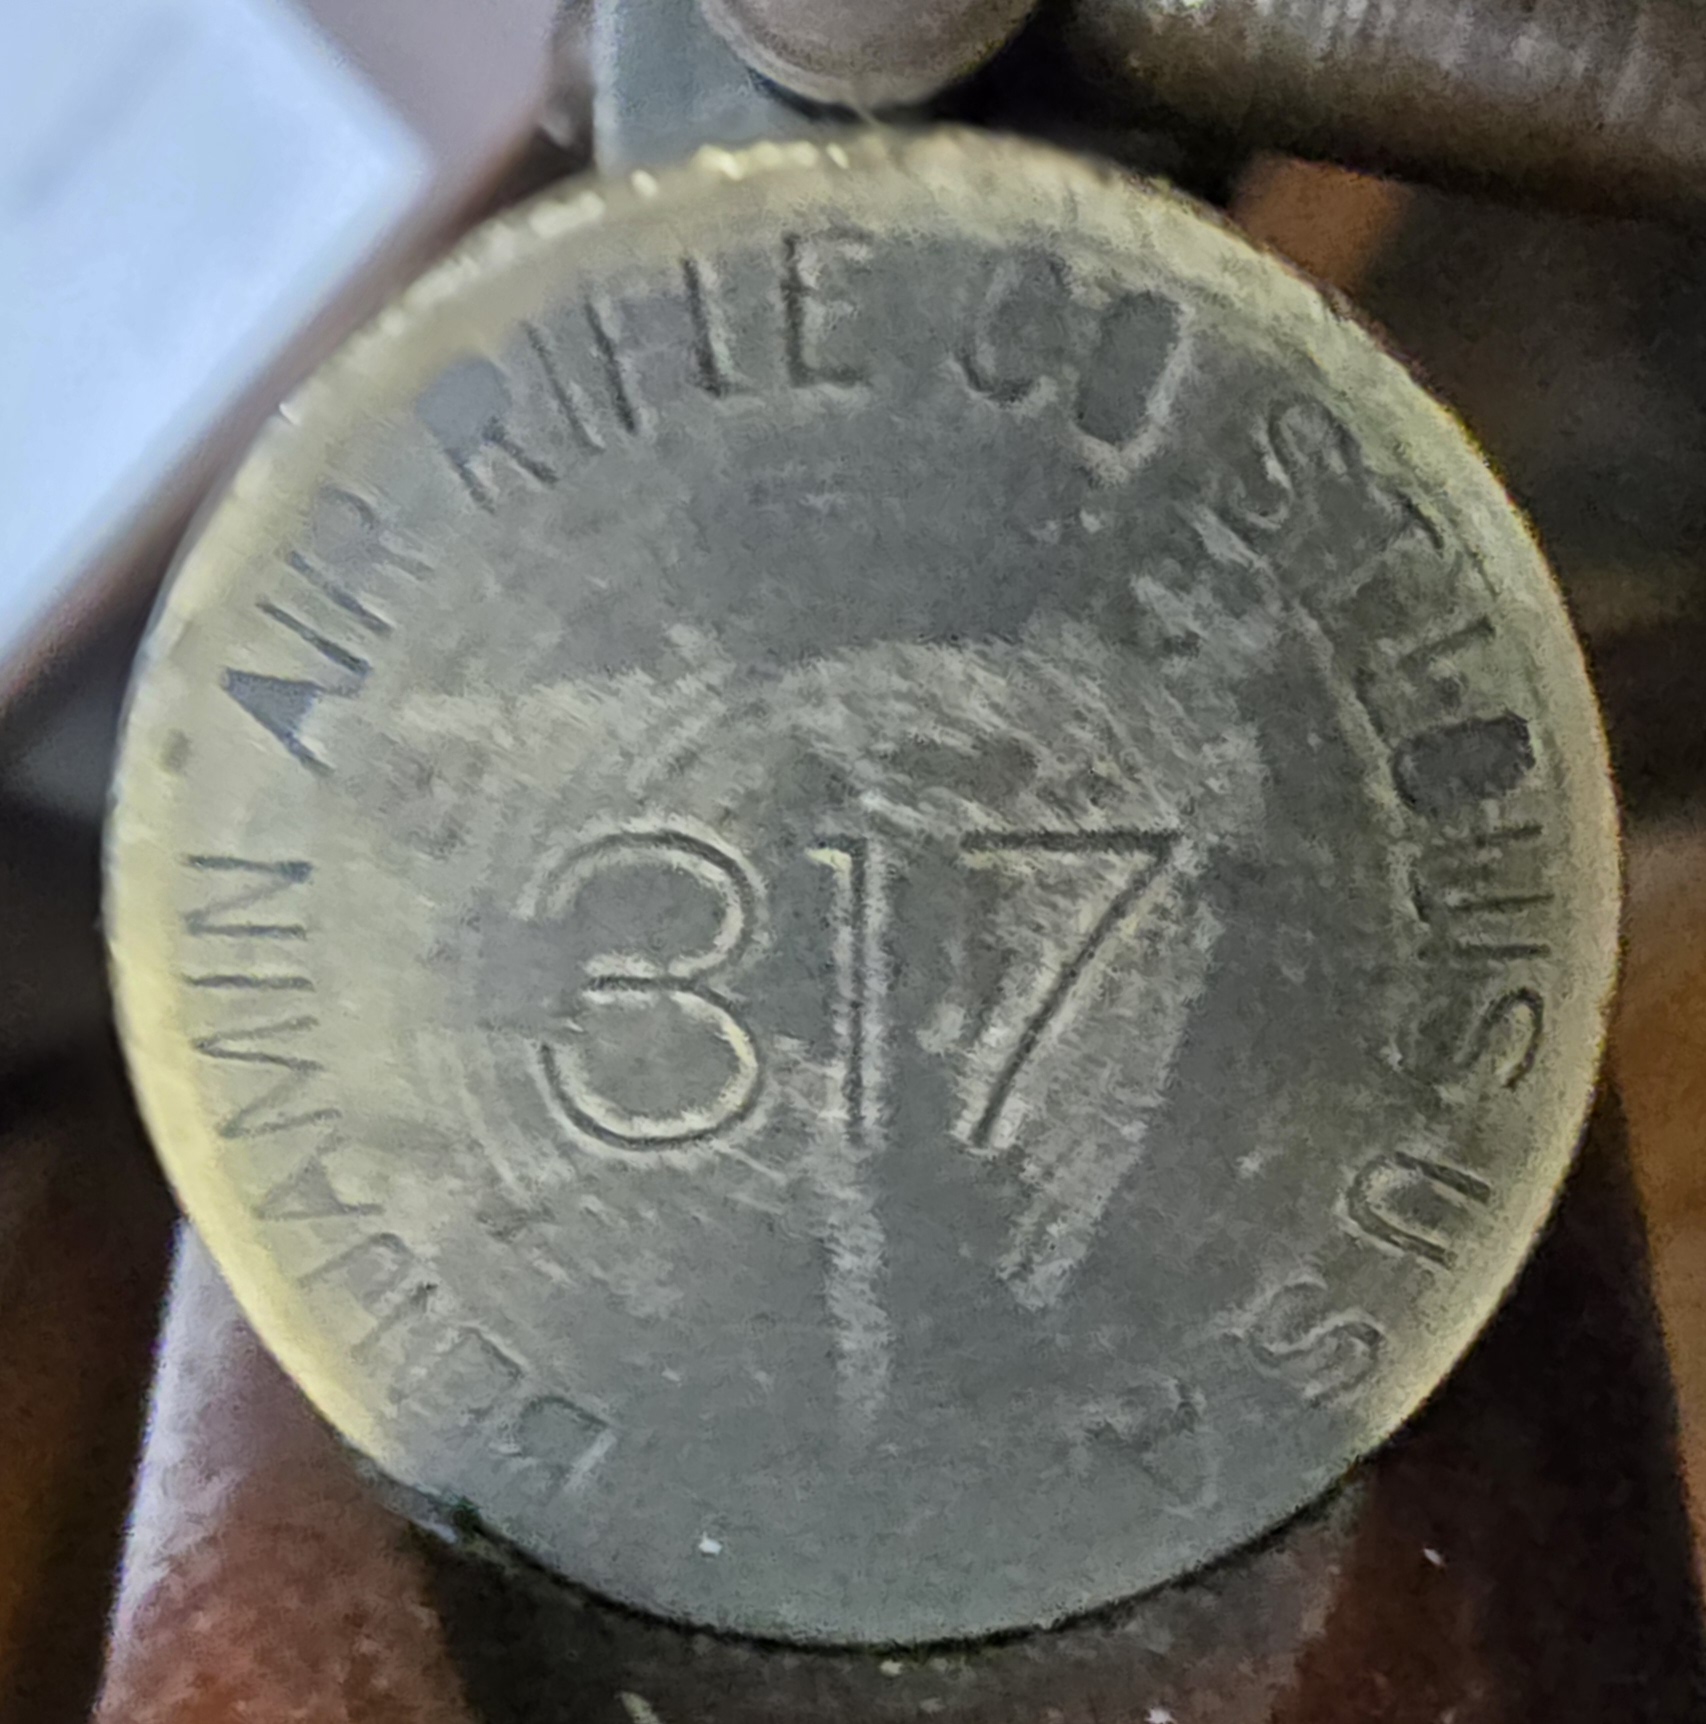 BENJAMIN AIR RIFLE CO ST LOUIS U S A
317